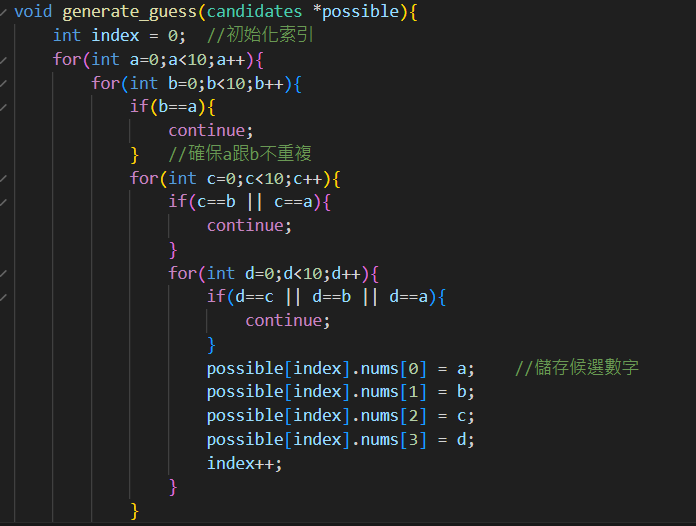 void generate_guess(candidates *possible){
    int index = 0;  //初始化索引
    for(int a=0;a<10;a++){
        for(int b=0;b<10;b++){
            if(b==a){
                continue;
            }   //確保a跟b不重複
            for(int c=0;c<10;c++){
                if(c==b || c==a){
                    continue;
                }
                for(int d=0;d<10;d++){
                    if(d==c || d==b || d==a){
                        continue;
                    }
                    possible[index].nums[0] = a;    //儲存候選數字
                    possible[index].nums[1] = b;
                    possible[index].nums[2] = c;
                    possible[index].nums[3] = d;
                    index++;
                }
            }